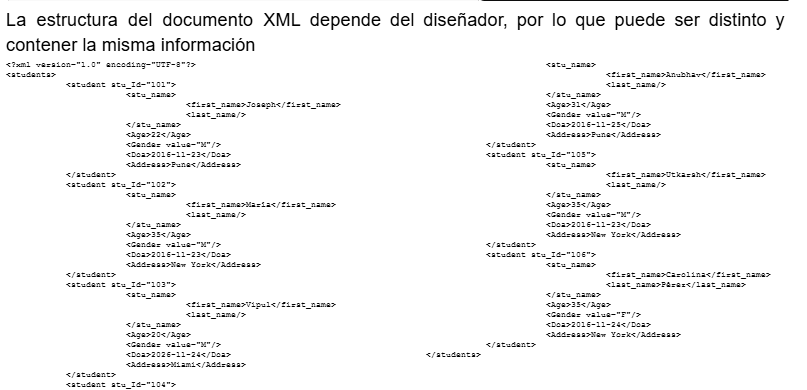 La estructura del documento XML depende del diseñador, por lo que puede ser distinto y
contener la misma información
<?xml version="1.0" encoding="UTF-8"?>
<students>
<student stu_Id="101">
<stu_name>
<first_name>Joseph</first_name>
<last_name/>
</stu_name>
<Age>22</Age>
<Gender value="M"/>
<Doa>2016-11-23</Doa>
<Address>Pune</Address>
</student>
<student stu_Id="102">
<stu_name>
<first_name>María</first_name>
<last_name/>
</stu_name>
<Age>35</Age>
<Gender value="M"/>
<Doa>2016-11-23</Doa>
<Address>New York</Address>
</student>
<student stu_Id="103">
<stu_name>
<first_name>Vipul</first_name>
<last_name/>
</stu_name>
<Age>20</Age>
<Gender value="M"/>
<Doa>2026-11-24</Doa>
<Address>Miami</Address>
</student>
<student stu_Id="104">
<stu_name>
<first_name>Anubhav</first_name>
<last_name/>
</stu_name>
<Age>31</Age>
<Gender value="M"/>
<Doa>2016-11-25</Doa>
<Address>Pune</Address>
</student>
<student stu_Id="105">
<stu_name>
<first_name>Utkarsh</first_name>
<last_name/>
</stu_name>
<Age>35</Age>
<Gender value="M"/>
<Doa>2016-11-23</Doa>
<Address>New York</Address>
</student>
<student stu_Id="106">
<stu_name>
<first_name>Carolina</first_name>
<last_name>Pérez</last_name>
</stu_name>
<Age>35</Age>
<Gender value="F"/>
<Doa>2016-11-24</Doa>
<Address>New York</Address>
</student>
</students>